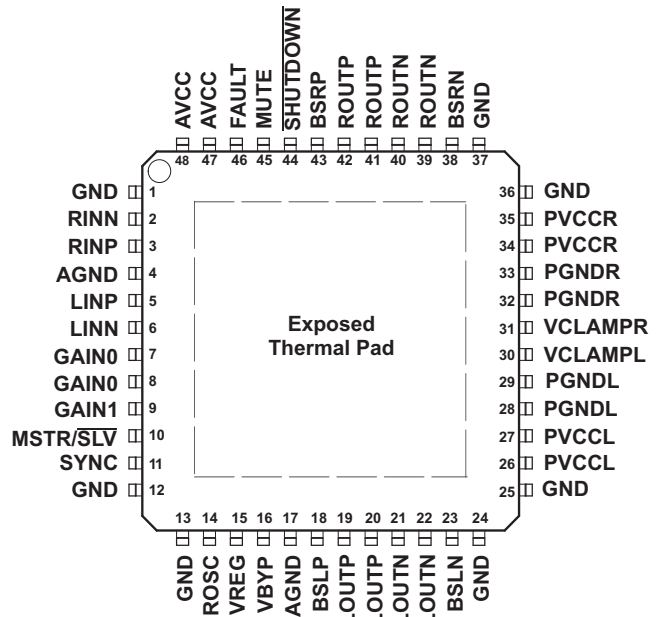 AVCC
AVCC
FAULT
MUTE
SHUTDOWN
BSRP
ROUTP
ROUTP
ROUTN
ROUTN
BSRN
GND
48 47 46 45 44 43 42 41 40 39 38 37
GND 1
RINN 2
RINP 3
AGND 4
LINP 5
LINN 6
GAIN0 7
GAIN0 8
GAIN1 9
MSTR/SLV 10
SYNC 11
GND 12
Exposed
Thermal Pad
36 GND
35 PVCCR
34 PVCCR
33 PGNDR
32 PGNDR
31 VCLAMPR
30 VCLAMPL
29 PGNDL
28 PGNDL
27 PVCCL
26 PVCCL
25 GND
13 14 15 16 17 18 19 20 21 22 23 24
GND
ROSC
VREG
VBYP
AGND
BSLP
LOUTP
LOUTP
LOUTN
LOUTN
BSLN
GND